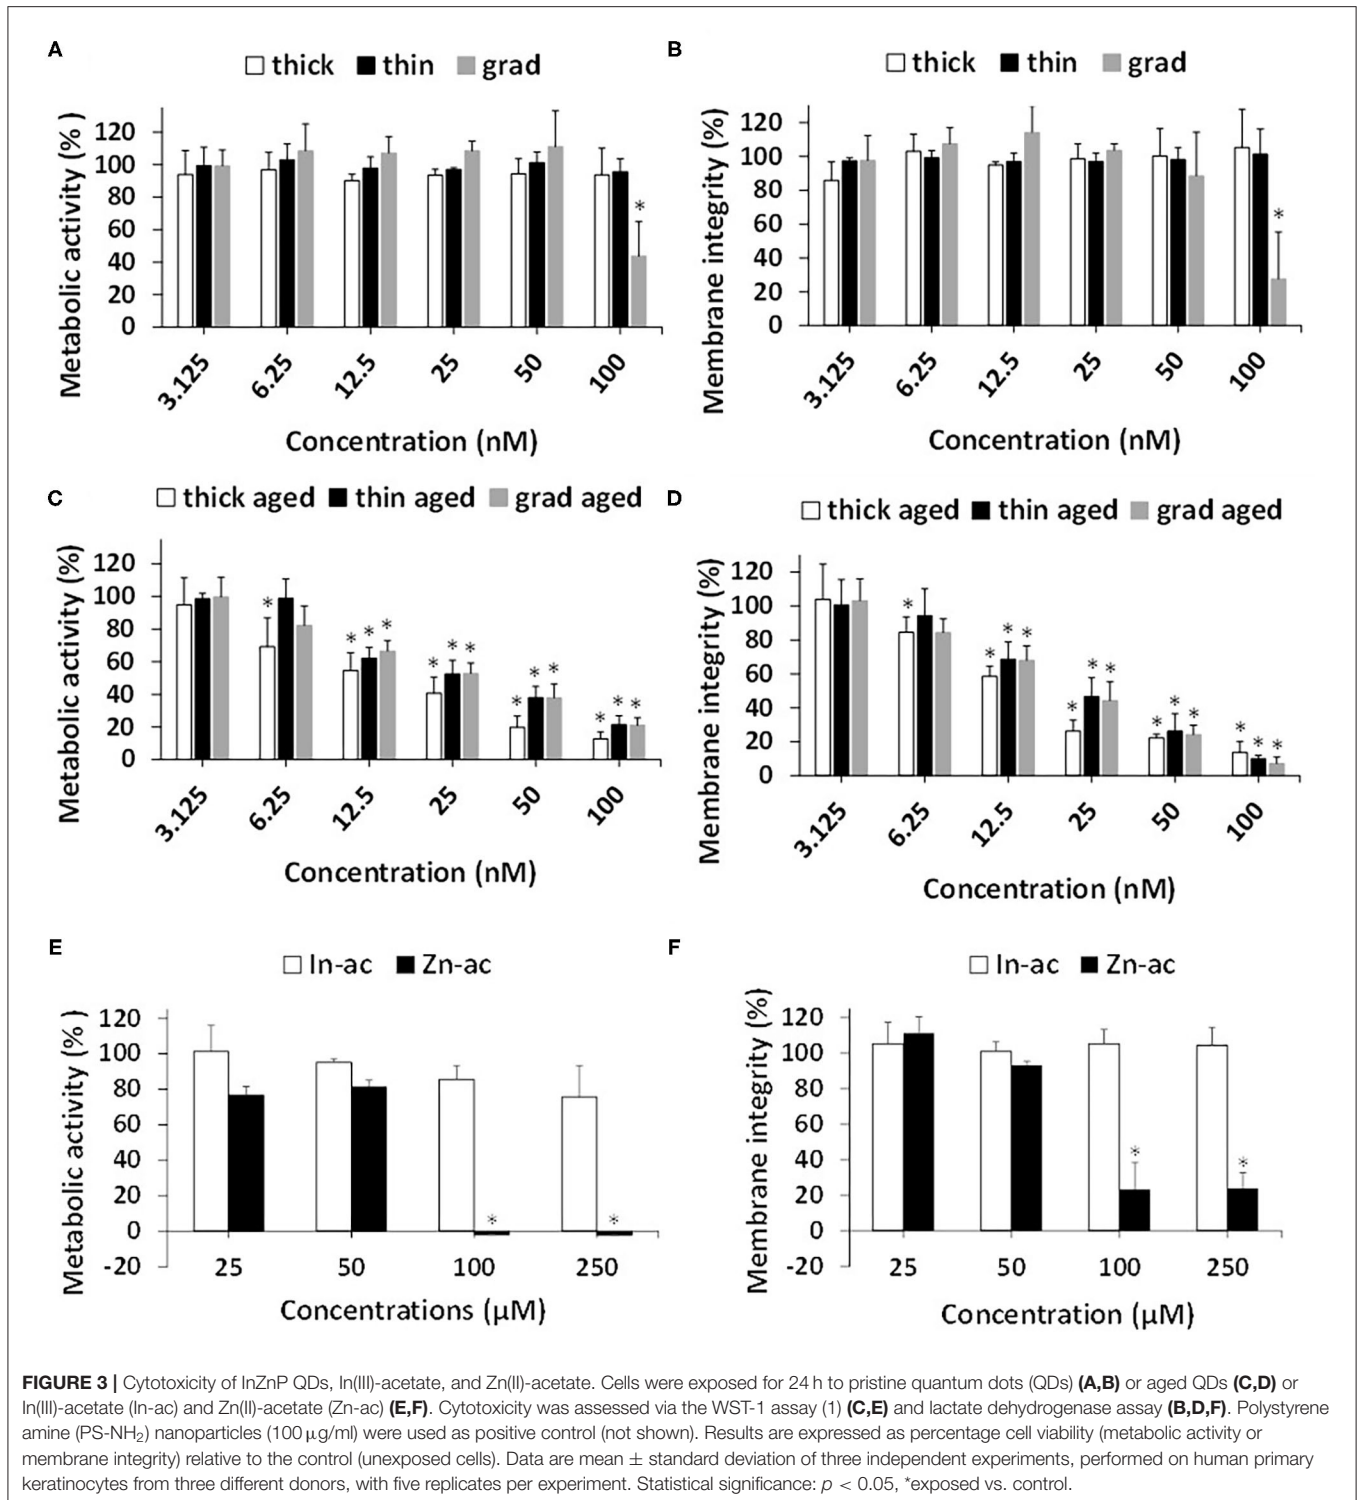 A
thick thin grad
Metabolic activity (% )
120
100
80
60
40
20
0
*
3.125 6.25 12.5 25 50 100
Concentration (nM)
B
thick thin grad
Membrane integrity (%)
120
100
80
60
40
20
0
*
3.125 6.25 12.5 25 50 100
Concentration (nM)
C
thick aged thin aged grad aged
Metabolic activity (%)
120
100
80
60
40
20
0
* * * * * * * * * * * * *
3.125 6.25 12.5 25 50 100
Concentration (nM)
D
thick aged thin aged grad aged
Membrane integrity (%)
120
100
80
60
40
20
0
* * * * * * * * * * * * *
3.125 6.25 12.5 25 50 100
Concentration (nM)
E
In-ac Zn-ac
Metabolic activity (% )
120
100
80
60
40
20
0
-20
* *
25 50 100 250
Concentrations (µM)
F
In-ac Zn-ac
Membrane integrity (%)
120
100
80
60
40
20
0
-20
* *
25 50 100 250
Concentration (µM)
FIGURE 3 | Cytotoxicity of InZnP QDs, In(III)-acetate, and Zn(II)-acetate. Cells were exposed for 24 h to pristine quantum dots (QDs) (A,B) or aged QDs (C,D) or
In(III)-acetate (In-ac) and Zn(II)-acetate (Zn-ac) (E,F). Cytotoxicity was assessed via the WST-1 assay (1) (C,E) and lactate dehydrogenase assay (B,D,F). Polystyrene
amine (PS-NH₂) nanoparticles (100 µg/ml) were used as positive control (not shown). Results are expressed as percentage cell viability (metabolic activity or
membrane integrity) relative to the control (unexposed cells). Data are mean ± standard deviation of three independent experiments, performed on human primary
keratinocytes from three different donors, with five replicates per experiment. Statistical significance: p < 0.05, *exposed vs. control.